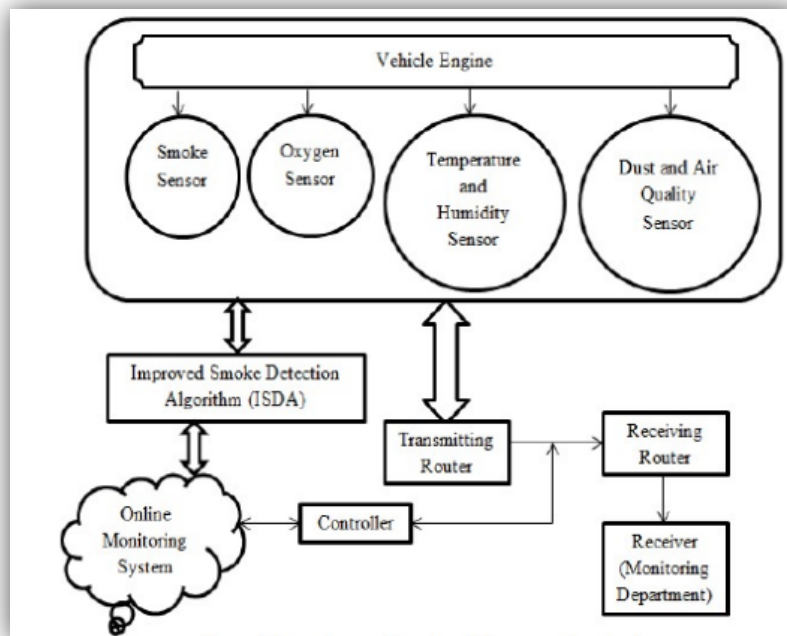 Vehicle Engine
Smoke
Sensor
Oxygen
Sensor
Temperature
and
Humidity
Sensor
Dust and Air
Quality
Sensor
Improved Smoke Detection
Algorithm (ISDA)
Transmitting
Router
Receiving
Router
Online
Monitoring
System
Controller
Receiver
(Monitoring
Department)